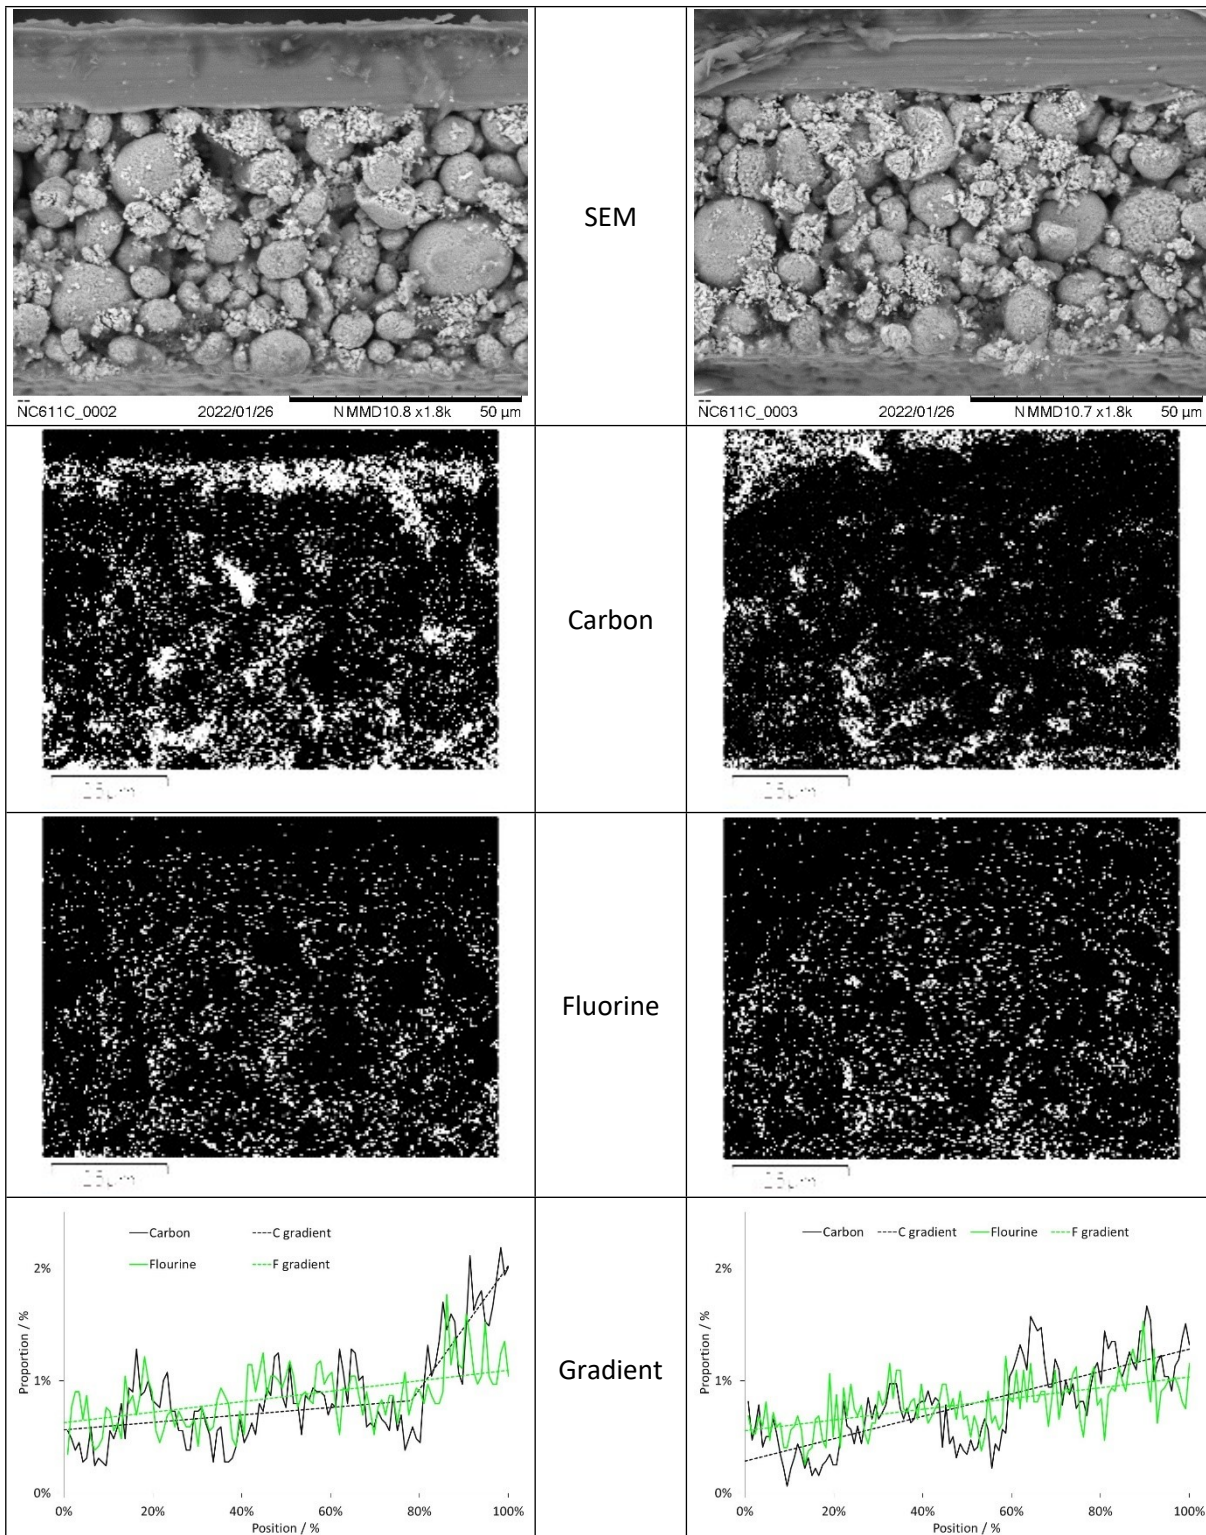 SEM
NC611C_0002 2022/01/26 NMMD10.8 x1.8k 50 µm
NC611C_0003 2022/01/26 NMMD10.7 x1.8k 50 µm
Carbon
Fluorine
Gradient
Carbon C gradient
Flourine F gradient
2%
1%
0%
Proportion / %
0% 20% 40% 60% 80% 100%
Position / %
Carbon C gradient Flourine F gradient
2%
1%
0%
Proportion / %
0% 20% 40% 60% 80% 100%
Position / %